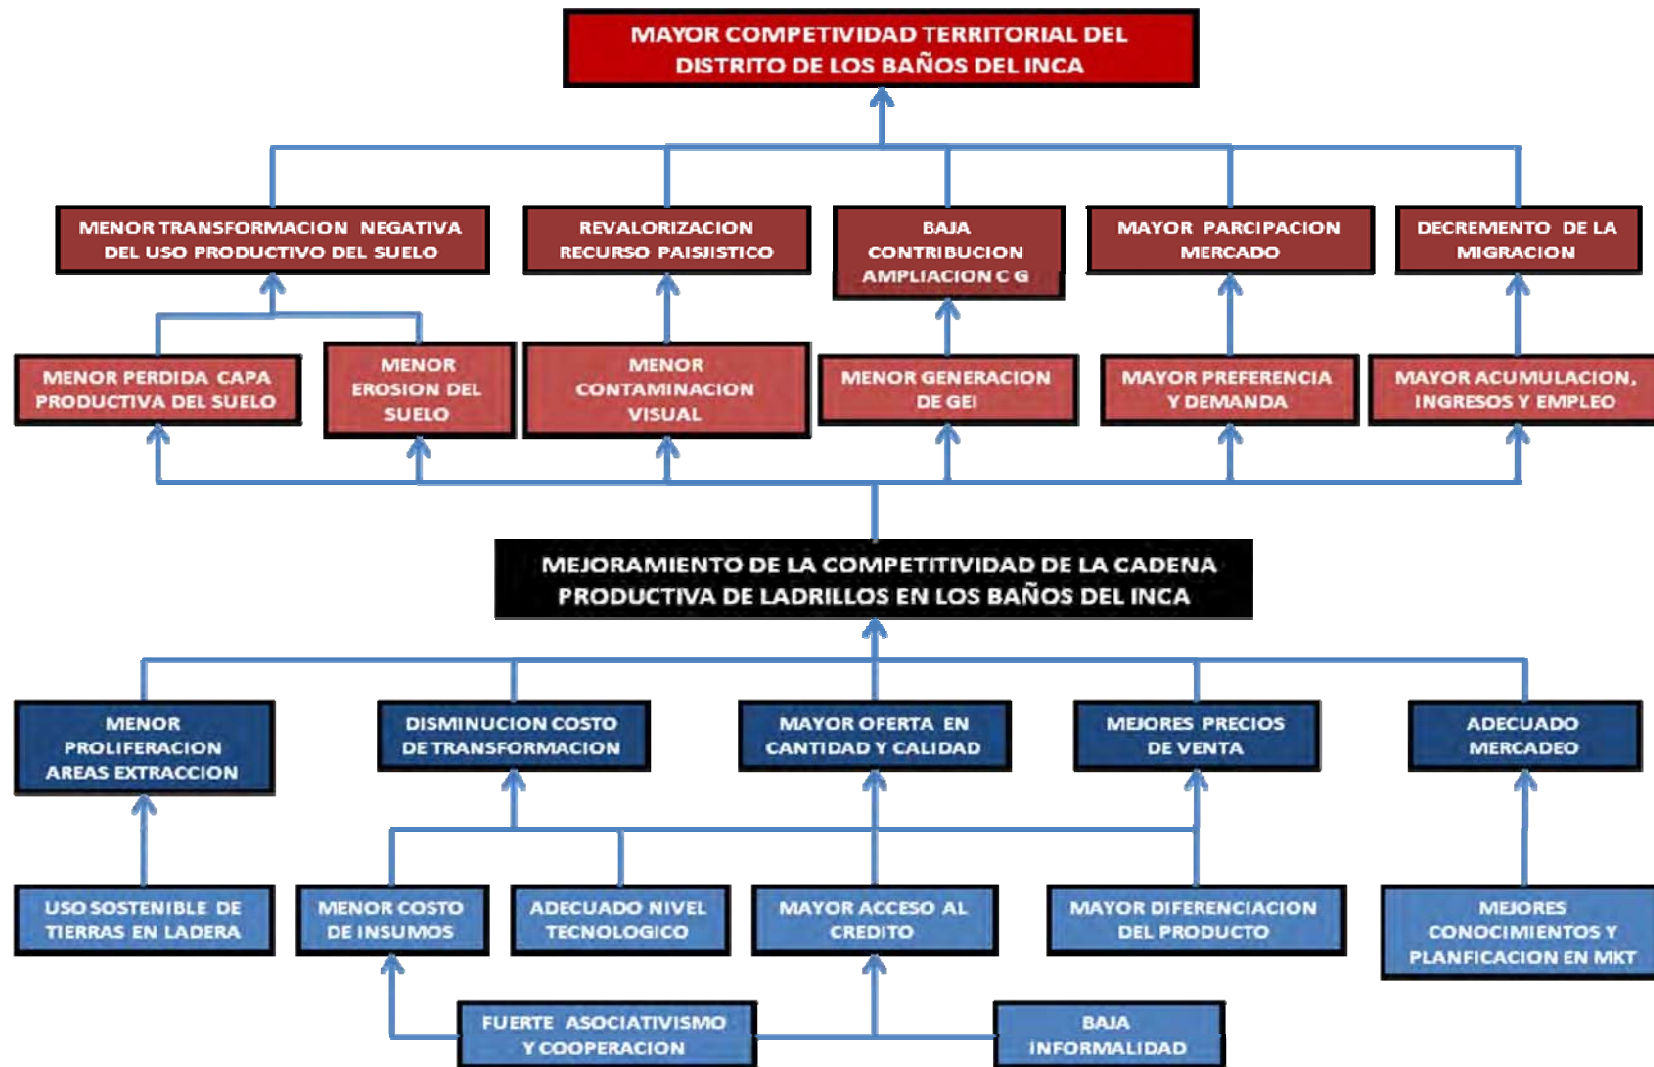 MAYOR COMPETIVIDAD TERRITORIAL DEL
DISTRITO DE LOS BAÑOS DEL INCA
MENOR TRANSFORMACION NEGATIVA
DEL USO PRODUCTIVO DEL SUELO
REVALORIZACION
RECURSO PAISJISTICO
BAJA
CONTRIBUCION
AMPLIACION C G
MAYOR PARCIPACION
MERCADO
DECREMENTO DE LA
MIGRACION
MENOR PERDIDA CAPA
PRODUCTIVA DEL SUELO
MENOR
EROSION DEL
SUELO
MENOR
CONTAMINACION
VISUAL
MENOR GENERACION
DE GEI
MAYOR PREFERENCIA
Y DEMANDA
MAYOR ACUMULACION,
INGRESOS Y EMPLEO
MEJORAMIENTO DE LA COMPETITIVIDAD DE LA CADENA
PRODUCTIVA DE LADRILLOS EN LOS BAÑOS DEL INCA
MENOR
PROLIFERACION
AREAS EXTRACCION
DISMINUCION COSTO
DE TRANSFORMACION
MAYOR OFERTA EN
CANTIDAD Y CALIDAD
MEJORES PRECIOS
DE VENTA
ADECUADO
MERCADEO
USO SOSTENIBLE DE
TIERRAS EN LADERA
MENOR COSTO
DE INSUMOS
ADECUADO NIVEL
TECNOLOGICO
MAYOR ACCESO AL
CREDITO
MAYOR DIFERENCIACION
DEL PRODUCTO
MEJORES
CONOCIMIENTOS Y
PLANFICACION EN MKT
FUERTE ASOCIATIVISMO
Y COOPERACION
BAJA
INFORMALIDAD